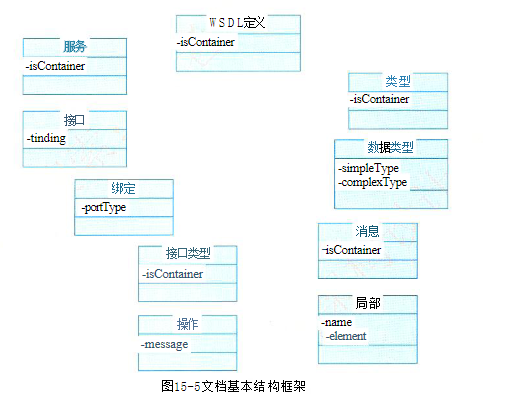 WSDL定义
-isContainer
服务
-isContainer
类型
-isContainer
接口
-tinding
数据类型
-simpleType
-complexType
绑定
-portType
消息
-isContainer
接口类型
-isContainer
局部
-name
-element
操作
-message
图15-5文档基本结构框架